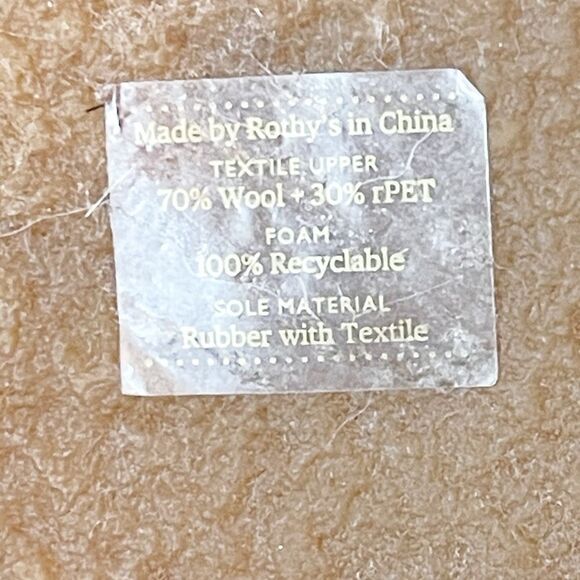 Made by Rothy's in China
TEXTILE UPPER
70% Wool + 30% rPET
FOAM
100% Recyclable
SOLE MATERIAL
Rubber with Textile